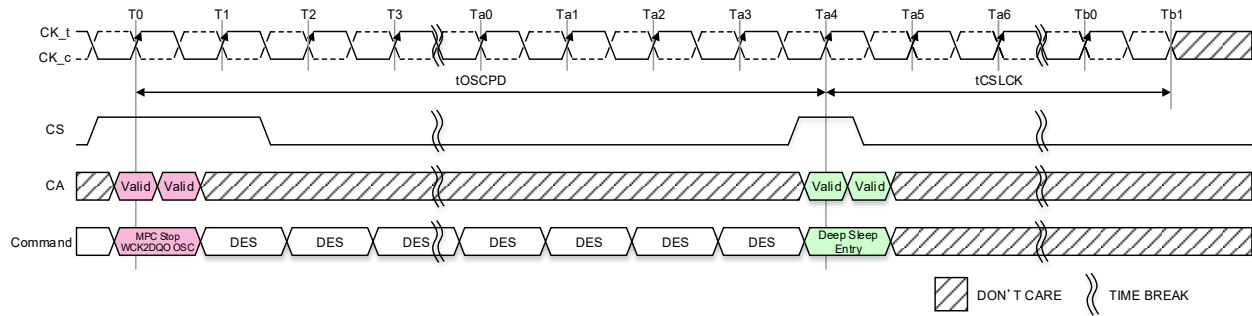 T0 T1 T2 T3 Ta0 Ta1 Ta2 Ta3 Ta4 Ta5 Ta6 Tb0 Tb1
CK_t
CK_c
tOSCPD tCSLCK
CS
CA Valid Valid Valid Valid
Command MPC Stop WCK2DQO OSC DES DES DES DES DES DES DES Deep Sleep Entry
DON'T CARE TIME BREAK